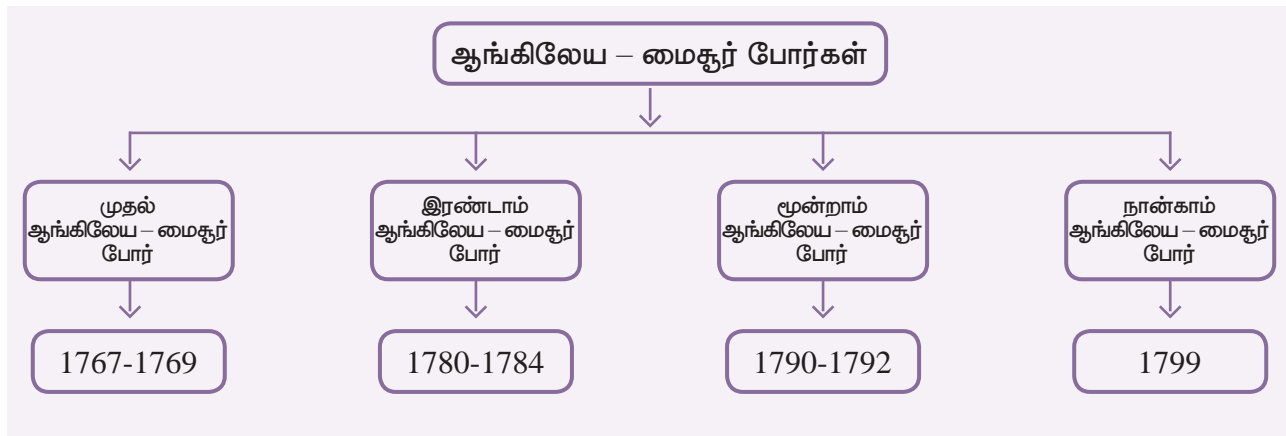 ஆங்கிலேய – மைசூர் போர்கள்
முதல்
ஆங்கிலேய – மைசூர்
போர்
இரண்டாம்
ஆங்கிலேய – மைசூர்
போர்
மூன்றாம்
ஆங்கிலேய – மைசூர்
போர்
நான்காம்
ஆங்கிலேய – மைசூர்
போர்
1767-1769
1780-1784
1790-1792
1799